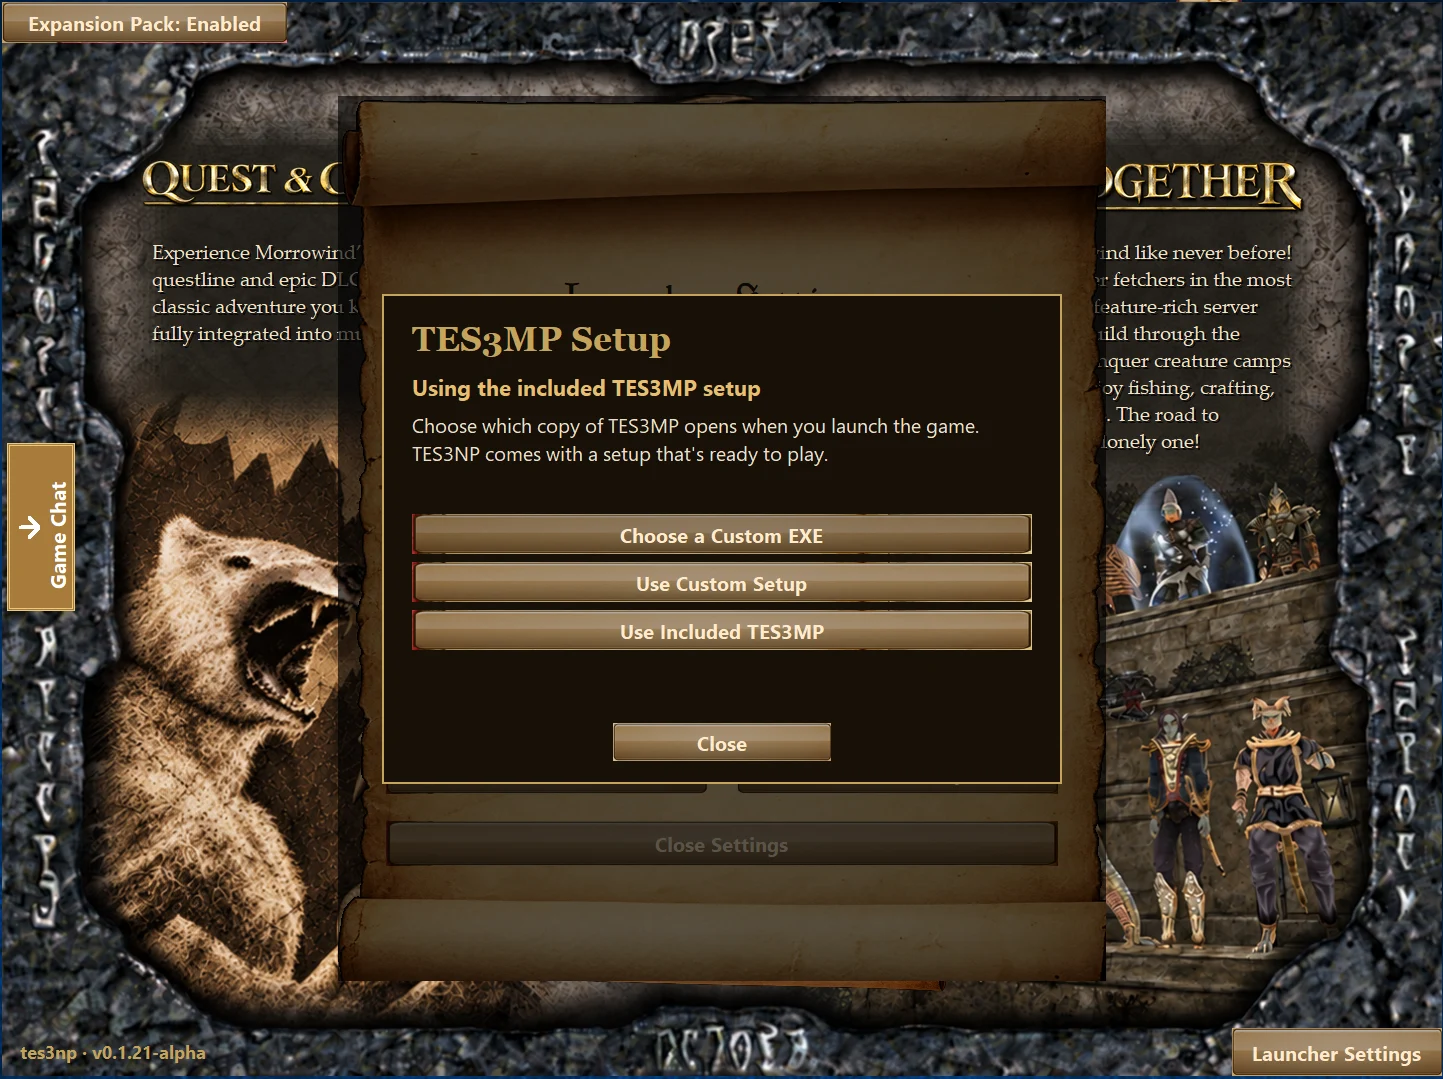 Expansion Pack: Enabled
QUEST & C
OGETHER
Experience Morrowind'
questline and epic DLC
classic adventure you k
fully integrated into mu
ind like never before!
r fetchers in the most
feature-rich server
ild through the
nquer creature camps
oy fishing, crafting,
. The road to
lonely one!
TES3MP Setup
Using the included TES3MP setup
Choose which copy of TES3MP opens when you launch the game.
TES3NP comes with a setup that's ready to play.
Choose a Custom EXE
Use Custom Setup
Use Included TES3MP
Close
Close Settings
Game Chat
tes3np · v0.1.21-alpha
Launcher Settings